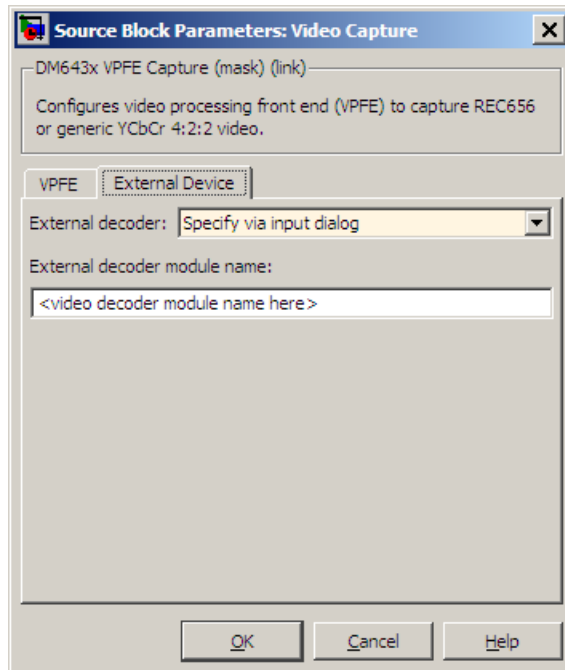 Source Block Parameters: Video Capture
DM643x VPFE Capture (mask) (link)
Configures video processing front end (VPFE) to capture REC656
or generic YCbCr 4:2:2 video.
VPFE External Device
External decoder: Specify via input dialog
External decoder module name:
<video decoder module name here>
OK Cancel Help